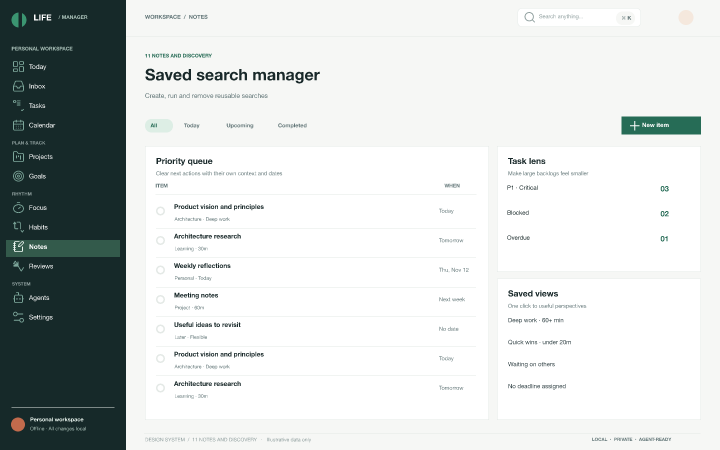 LIFE / MANAGER
PERSONAL WORKSPACE
Today
Inbox
Tasks
Calendar
PLAN & TRACK
Projects
Goals
RHYTHM
Focus
Habits
Notes
Reviews
SYSTEM
Agents
Settings
Personal workspace
Offline · All changes local
WORKSPACE / NOTES
Search anything...
⌘ K
11 NOTES AND DISCOVERY
Saved search manager
Create, run and remove reusable searches
All Today Upcoming Completed
New item
Priority queue
Clear next actions with their own context and dates
ITEM WHEN
Product vision and principles
Architecture · Deep work
Today
Architecture research
Learning · 30m
Tomorrow
Weekly reflections
Personal · Today
Thu, Nov 12
Meeting notes
Project · 60m
Next week
Useful ideas to revisit
Later · Flexible
No date
Product vision and principles
Architecture · Deep work
Today
Architecture research
Learning · 30m
Tomorrow
Task lens
Make large backlogs feel smaller
P1 · Critical 03
Blocked 02
Overdue 01
Saved views
One click to useful perspectives
Deep work · 60+ min
Quick wins · under 20m
Waiting on others
No deadline assigned
DESIGN SYSTEM / 11 NOTES AND DISCOVERY · Illustrative data only
LOCAL · PRIVATE · AGENT-READY